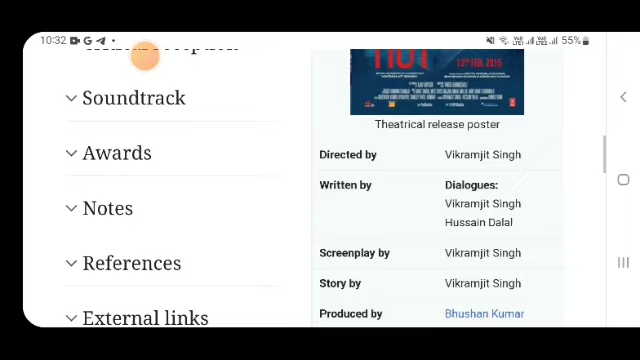 10:32
55%
Soundtrack
Awards
Notes
References
External links
13TH FEB. 2015
Theatrical release poster
Directed by Vikramjit Singh
Written by Dialogues:
Vikramjit Singh
Hussain Dalal
Screenplay by Vikramjit Singh
Story by Vikramjit Singh
Produced by Bhushan Kumar